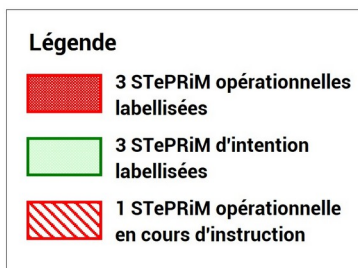 Légende
3 STePRiM opérationnelles
labellisées
3 STePRiM d'intention
labellisées
1 STePRiM opérationnelle
en cours d'instruction